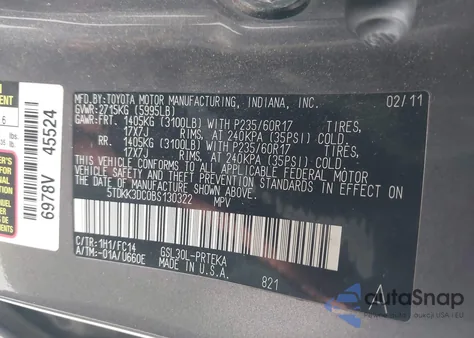 MFD. BY: TOYOTA MOTOR MANUFACTURING, INDIANA, INC. 02/11
GVWR: 2715KG (5995LB)
GAWR: FRT. 1405KG (3100LB) WITH P235/60R17 TIRES,
17X7J RIMS, AT 240KPA (35PSI) COLD.
RR. 1405KG (3100LB) WITH P235/60R17 TIRES,
17X7J RIMS, AT 240KPA (35PSI) COLD.
THIS VEHICLE CONFORMS TO ALL APPLICABLE FEDERAL MOTOR
VEHICLE SAFETY AND THEFT PREVENTION STANDARDS IN EFFECT ON
THE DATE OF MANUFACTURE SHOWN ABOVE.
5TDKK3DC0BS130322 MPV
C/TR: 1H1/FC14 GSL30L-PRTEKA
A/TM: -01A/U660E MADE IN U.S.A. 821
A
6978V 45524
autaSnap